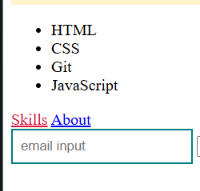 HTML
CSS
Git
JavaScript
Skills About
email input